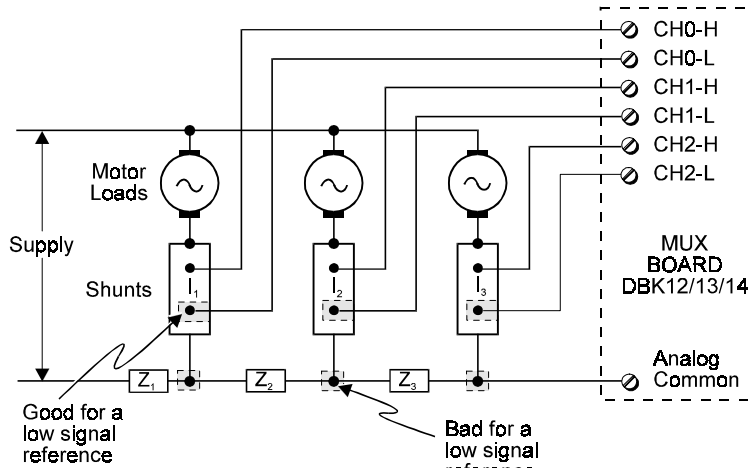 CH0-H
CH0-L
CH1-H
CH1-L
CH2-H
CH2-L
Motor
Loads
Supply
MUX
BOARD
DBK12/13/14
Shunts
I1
I2
I3
Z1
Z2
Z3
Analog
Common
Good for a
low signal
reference
Bad for a
low signal
reference